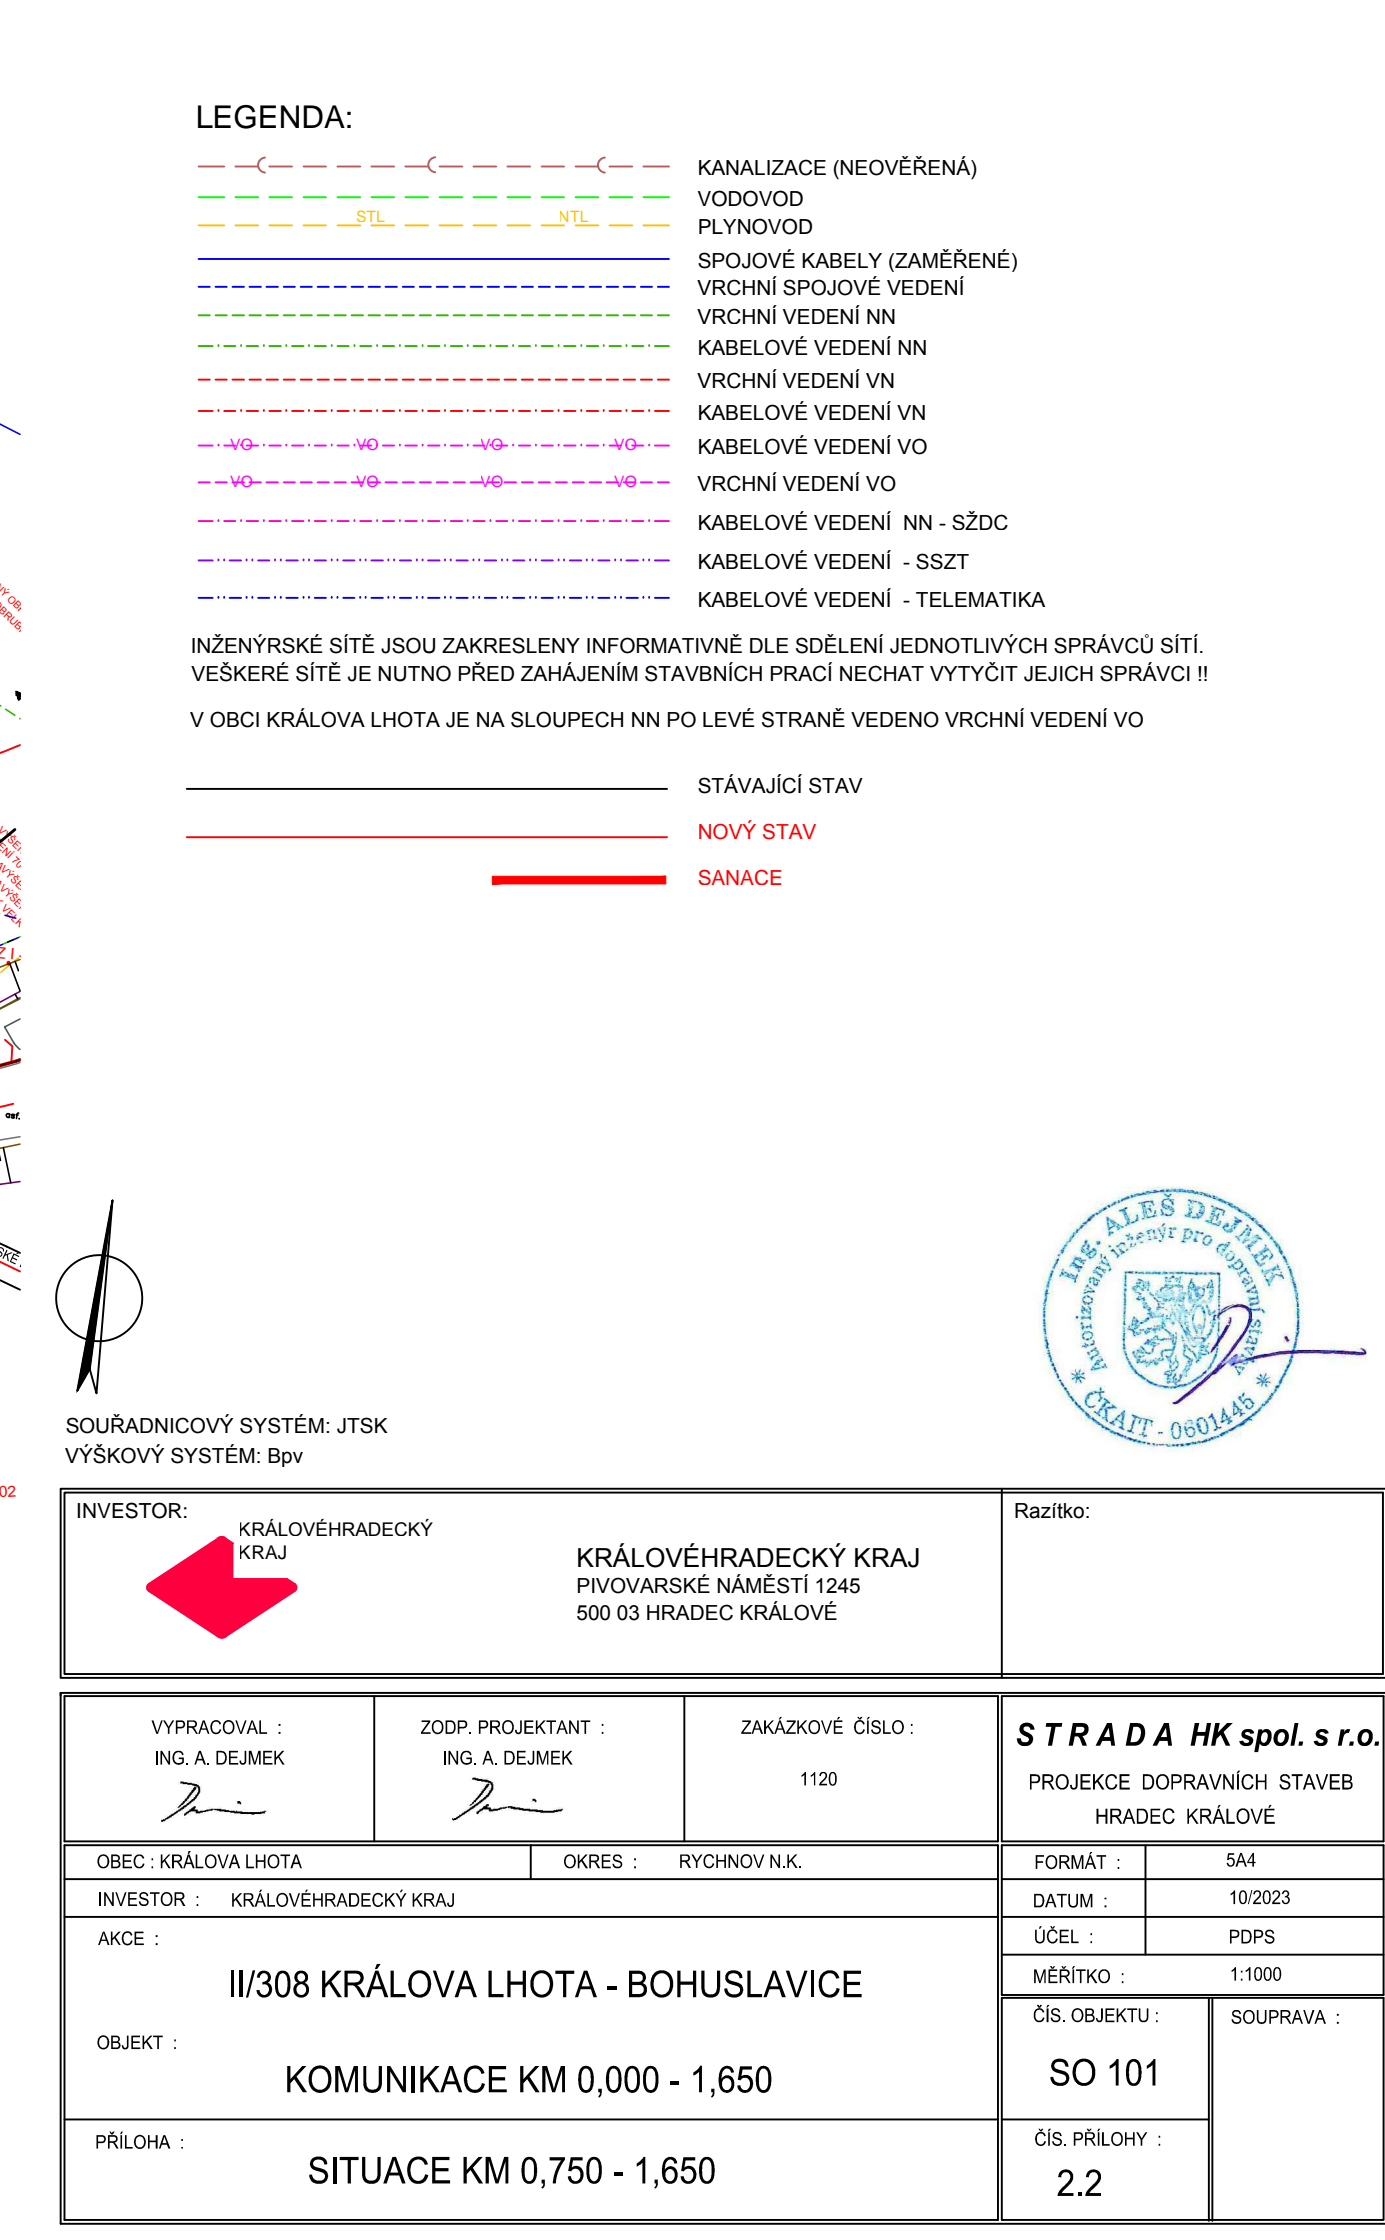 LEGENDA:
KANALIZACE (NEOVĚŘENÁ)
VODOVOD
STL NTL
PLYNOVOD
SPOJOVÉ KABELY (ZAMĚŘENÉ)
VRCHNÍ SPOJOVÉ VEDENÍ
VRCHNÍ VEDENÍ NN
KABELOVÉ VEDENÍ NN
VRCHNÍ VEDENÍ VN
KABELOVÉ VEDENÍ VN
VO VO VO VO KABELOVÉ VEDENÍ VO
VO VO VO VO VRCHNÍ VEDENÍ VO
KABELOVÉ VEDENÍ NN - SŽDC
KABELOVÉ VEDENÍ - SSZT
KABELOVÉ VEDENÍ - TELEMATIKA
INŽENÝRSKÉ SÍTĚ JSOU ZAKRESLENY INFORMATIVNĚ DLE SDĚLENÍ JEDNOTLIVÝCH SPRÁVCŮ SÍTÍ.
VEŠKERÉ SÍTĚ JE NUTNO PŘED ZAHÁJENÍM STAVBNÍCH PRACÍ NECHAT VYTYČIT JEJICH SPRÁVCI !!
V OBCI KRÁLOVA LHOTA JE NA SLOUPECH NN PO LEVÉ STRANĚ VEDENO VRCHNÍ VEDENÍ VO
STÁVAJÍCÍ STAV
NOVÝ STAV
SANACE
asf.
Ing. ALEŠ DEJMEK
Autorizovaný inženýr pro dopravní stavby
ČKAIT - 0601445
SOUŘADNICOVÝ SYSTÉM: JTSK
VÝŠKOVÝ SYSTÉM: Bpv
02
INVESTOR:
KRÁLOVÉHRADECKÝ
KRAJ
KRÁLOVÉHRADECKÝ KRAJ
PIVOVARSKÉ NÁMĚSTÍ 1245
500 03 HRADEC KRÁLOVÉ
Razítko:
VYPRACOVAL :
ING. A. DEJMEK
ZODP. PROJEKTANT :
ING. A. DEJMEK
ZAKÁZKOVÉ ČÍSLO :
1120
STRADA HK spol. s r.o.
PROJEKCE DOPRAVNÍCH STAVEB
HRADEC KRÁLOVÉ
OBEC : KRÁLOVA LHOTA
OKRES : RYCHNOV N.K.
FORMÁT : 5A4
INVESTOR : KRÁLOVÉHRADECKÝ KRAJ
DATUM : 10/2023
AKCE :
ÚČEL : PDPS
II/308 KRÁLOVA LHOTA - BOHUSLAVICE
MĚŘÍTKO : 1:1000
OBJEKT :
KOMUNIKACE KM 0,000 - 1,650
ČÍS. OBJEKTU :
SO 101
SOUPRAVA :
PŘÍLOHA :
SITUACE KM 0,750 - 1,650
ČÍS. PŘÍLOHY :
2.2